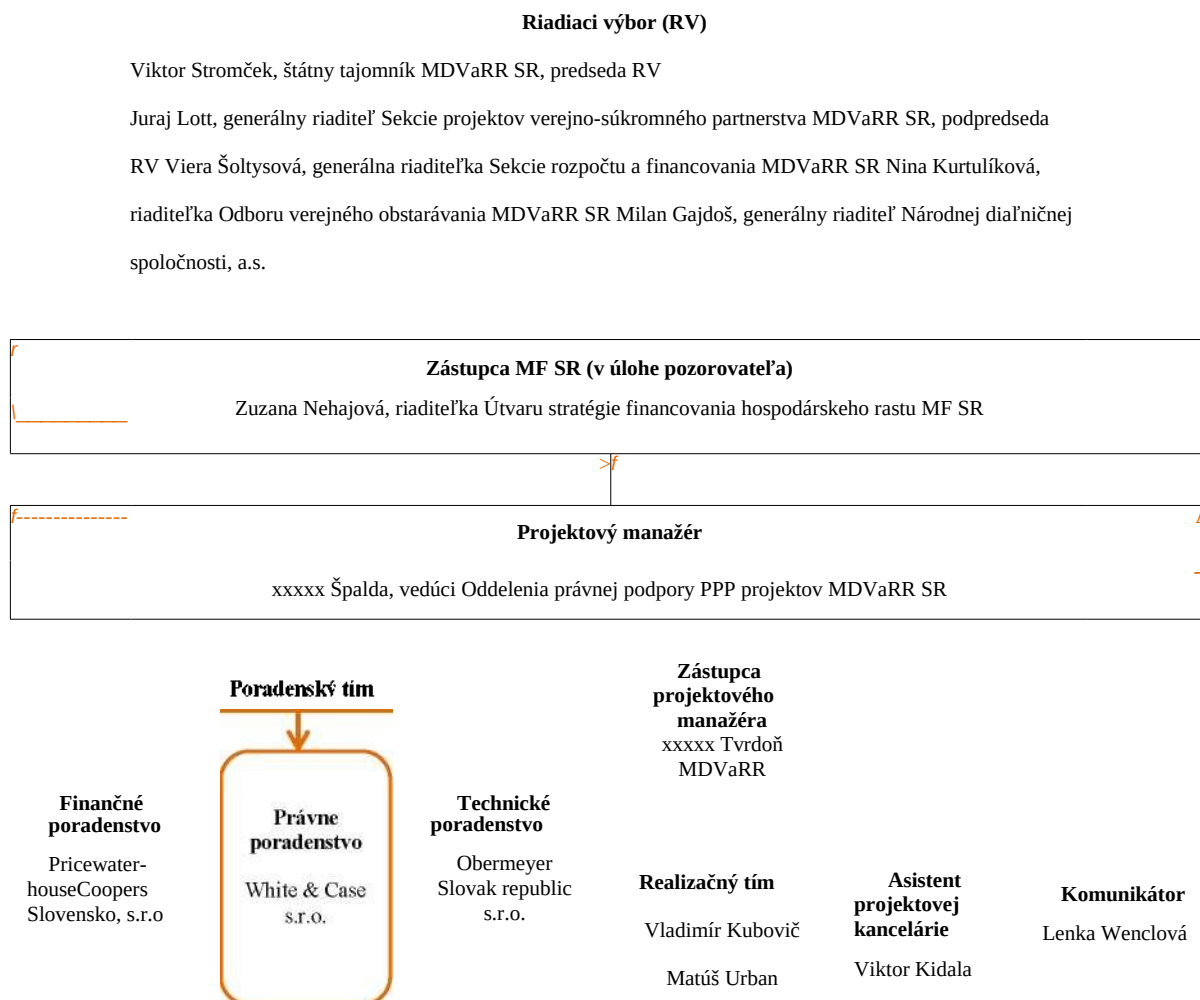 Riadiaci výbor (RV)
Viktor Stromček, štátny tajomník MDVaRR SR, predseda RV
Juraj Lott, generálny riaditeľ Sekcie projektov verejno-súkromného partnerstva MDVaRR SR, podpredseda
RV Viera Šoltysová, generálna riaditeľka Sekcie rozpočtu a financovania MDVaRR SR Nina Kurtulíková,
riaditeľka Odboru verejného obstarávania MDVaRR SR Milan Gajdoš, generálny riaditeľ Národnej diaľničnej
spoločnosti, a.s.
r
Zástupca MF SR (v úlohe pozorovateľa)
\_________
Zuzana Nehajová, riaditeľka Útvaru stratégie financovania hospodárskeho rastu MF SR
>f
f---------------
Projektový manažér
xxxxx Špalda, vedúci Oddelenia právnej podpory PPP projektov MDVaRR SR
Poradenský tím
Finančné
poradenstvo
Pricewater-
houseCoopers
Slovensko, s.r.o
Právne
poradenstvo
White & Case
s.r.o.
Technické
poradenstvo
Obermeyer
Slovak republic
s.r.o.
Zástupca
projektového
manažéra
xxxxx Tvrdoň
MDVaRR
Realizačný tím
Vladimír Kubovič
Matúš Urban
Asistent
projektovej
kancelárie
Viktor Kidala
Komunikátor
Lenka Wenclová